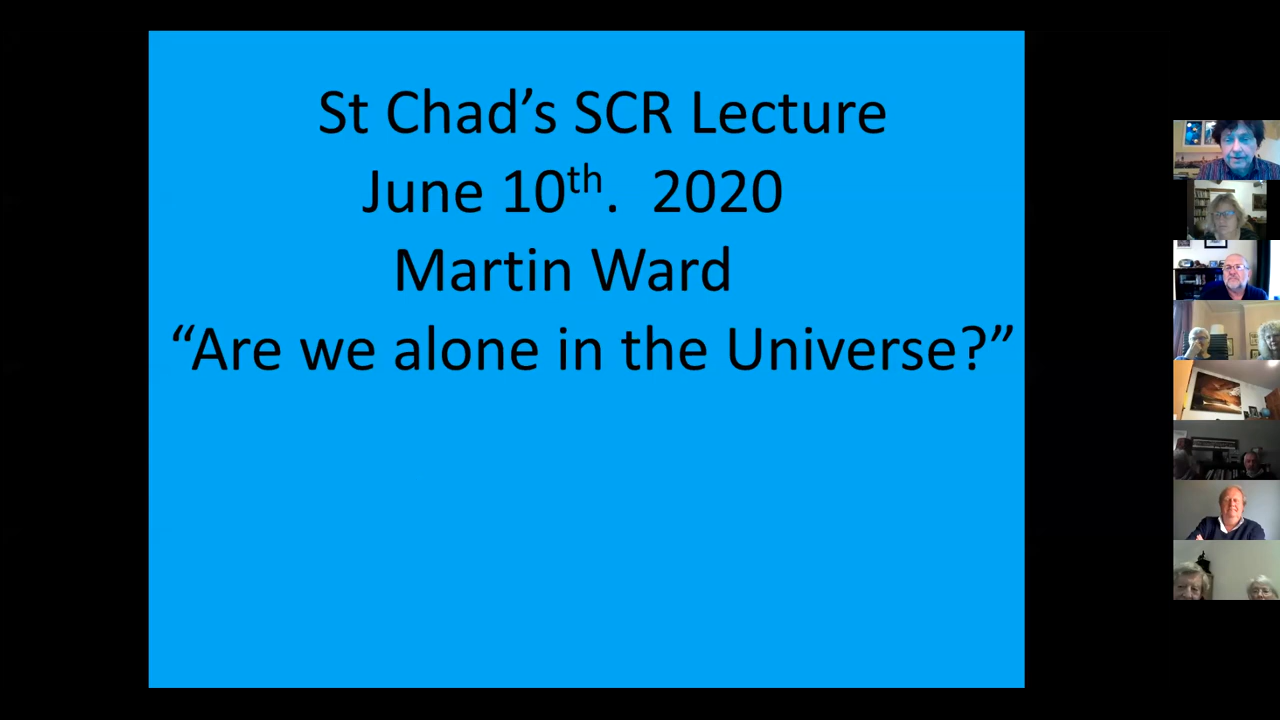 St Chad’s SCR Lecture
June 10th.  2020
Martin Ward
“Are we alone in the Universe?”